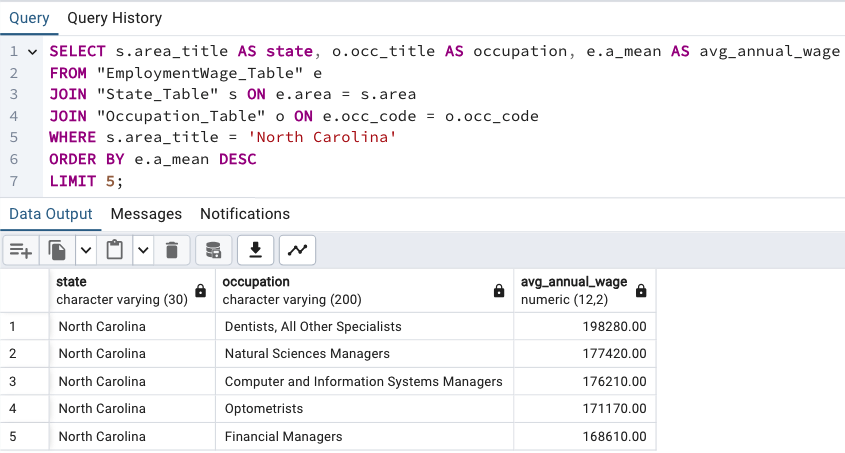 Query Query History
1 SELECT s.area_title AS state, o.occ_title AS occupation, e.a_mean AS avg_annual_wage
2 FROM "EmploymentWage_Table" e
3 JOIN "State_Table" s ON e.area = s.area
4 JOIN "Occupation_Table" o ON e.occ_code = o.occ_code
5 WHERE s.area_title = 'North Carolina'
6 ORDER BY e.a_mean DESC
7 LIMIT 5;
Data Output Messages Notifications
state occupation avg_annual_wage
character varying (30) character varying (200) numeric (12,2)
1 North Carolina Dentists, All Other Specialists 198280.00
2 North Carolina Natural Sciences Managers 177420.00
3 North Carolina Computer and Information Systems Managers 176210.00
4 North Carolina Optometrists 171170.00
5 North Carolina Financial Managers 168610.00